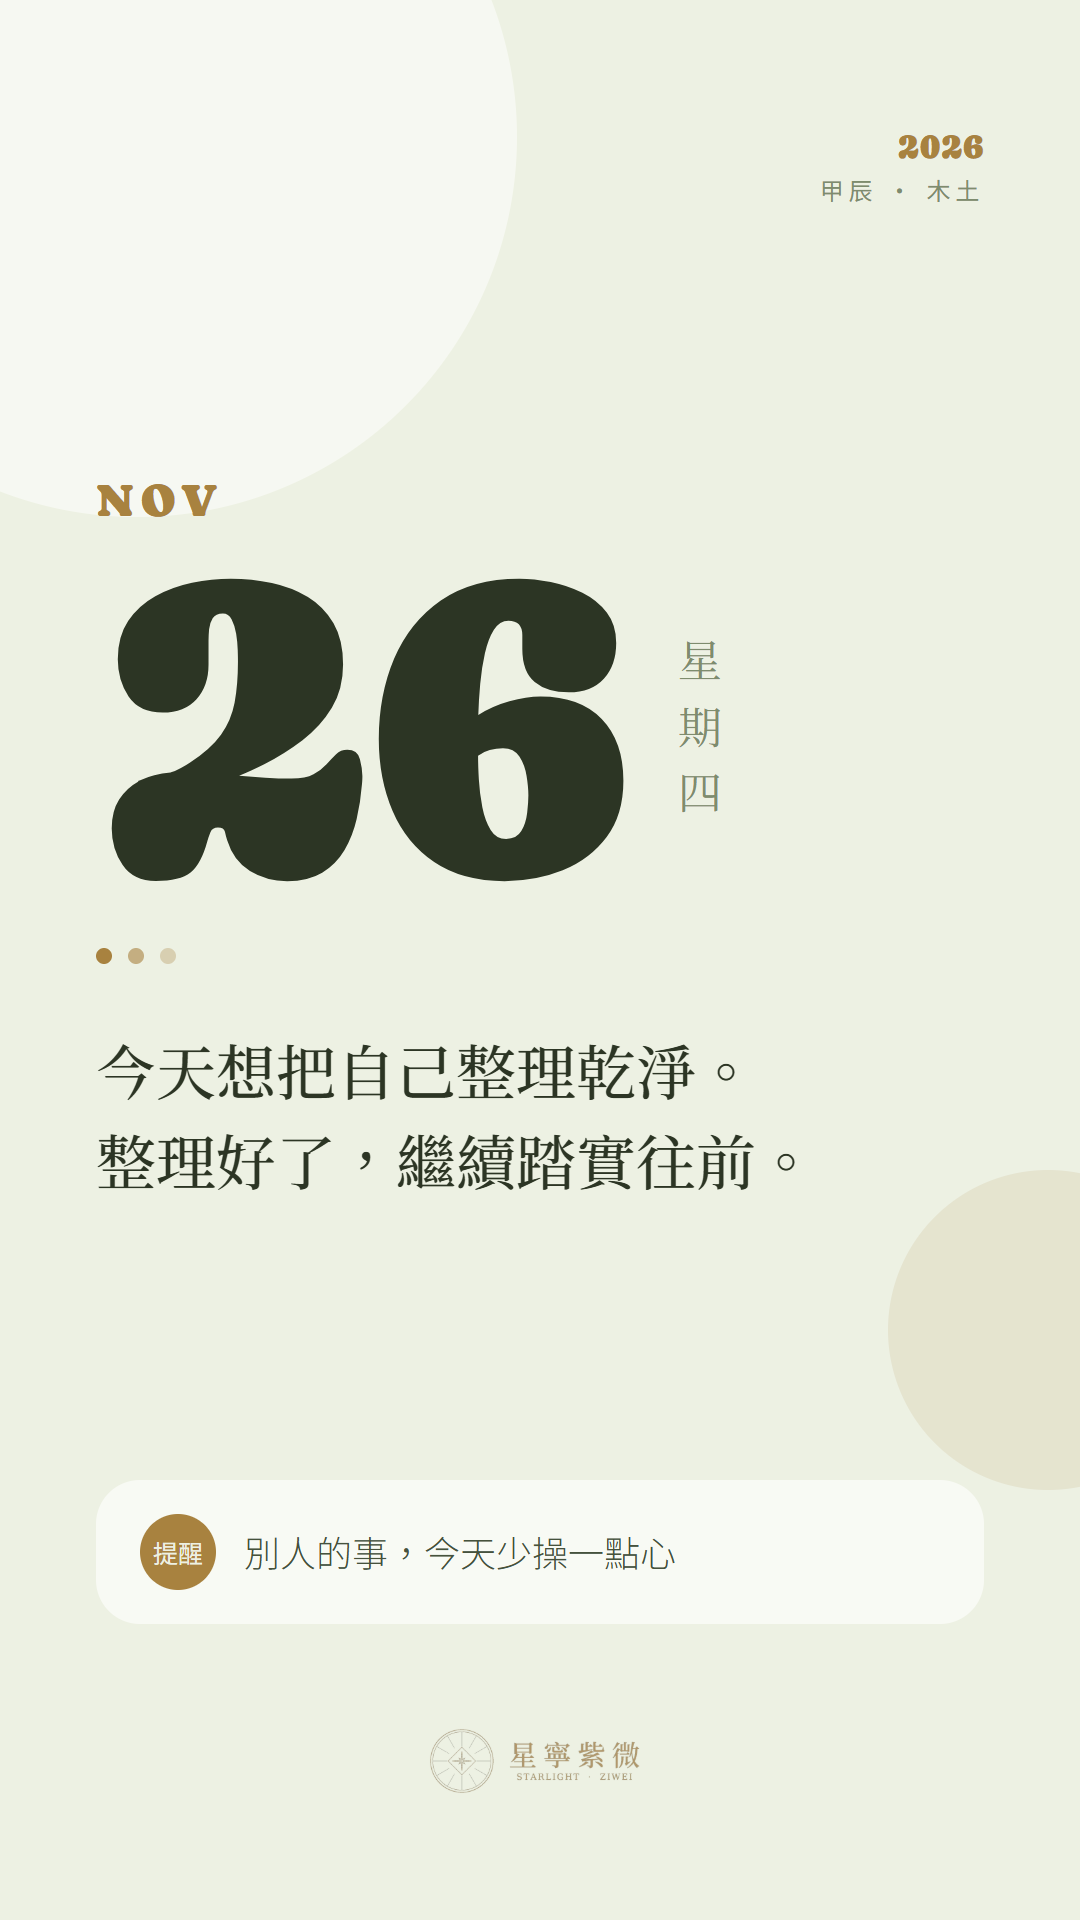 2026
甲辰 · 木土
NOV
26
星期四
今天想把自己整理乾淨。
整理好了，繼續踏實往前。
提醒
別人的事，今天少操一點心
星寧紫微
STARLIGHT · ZIWEI